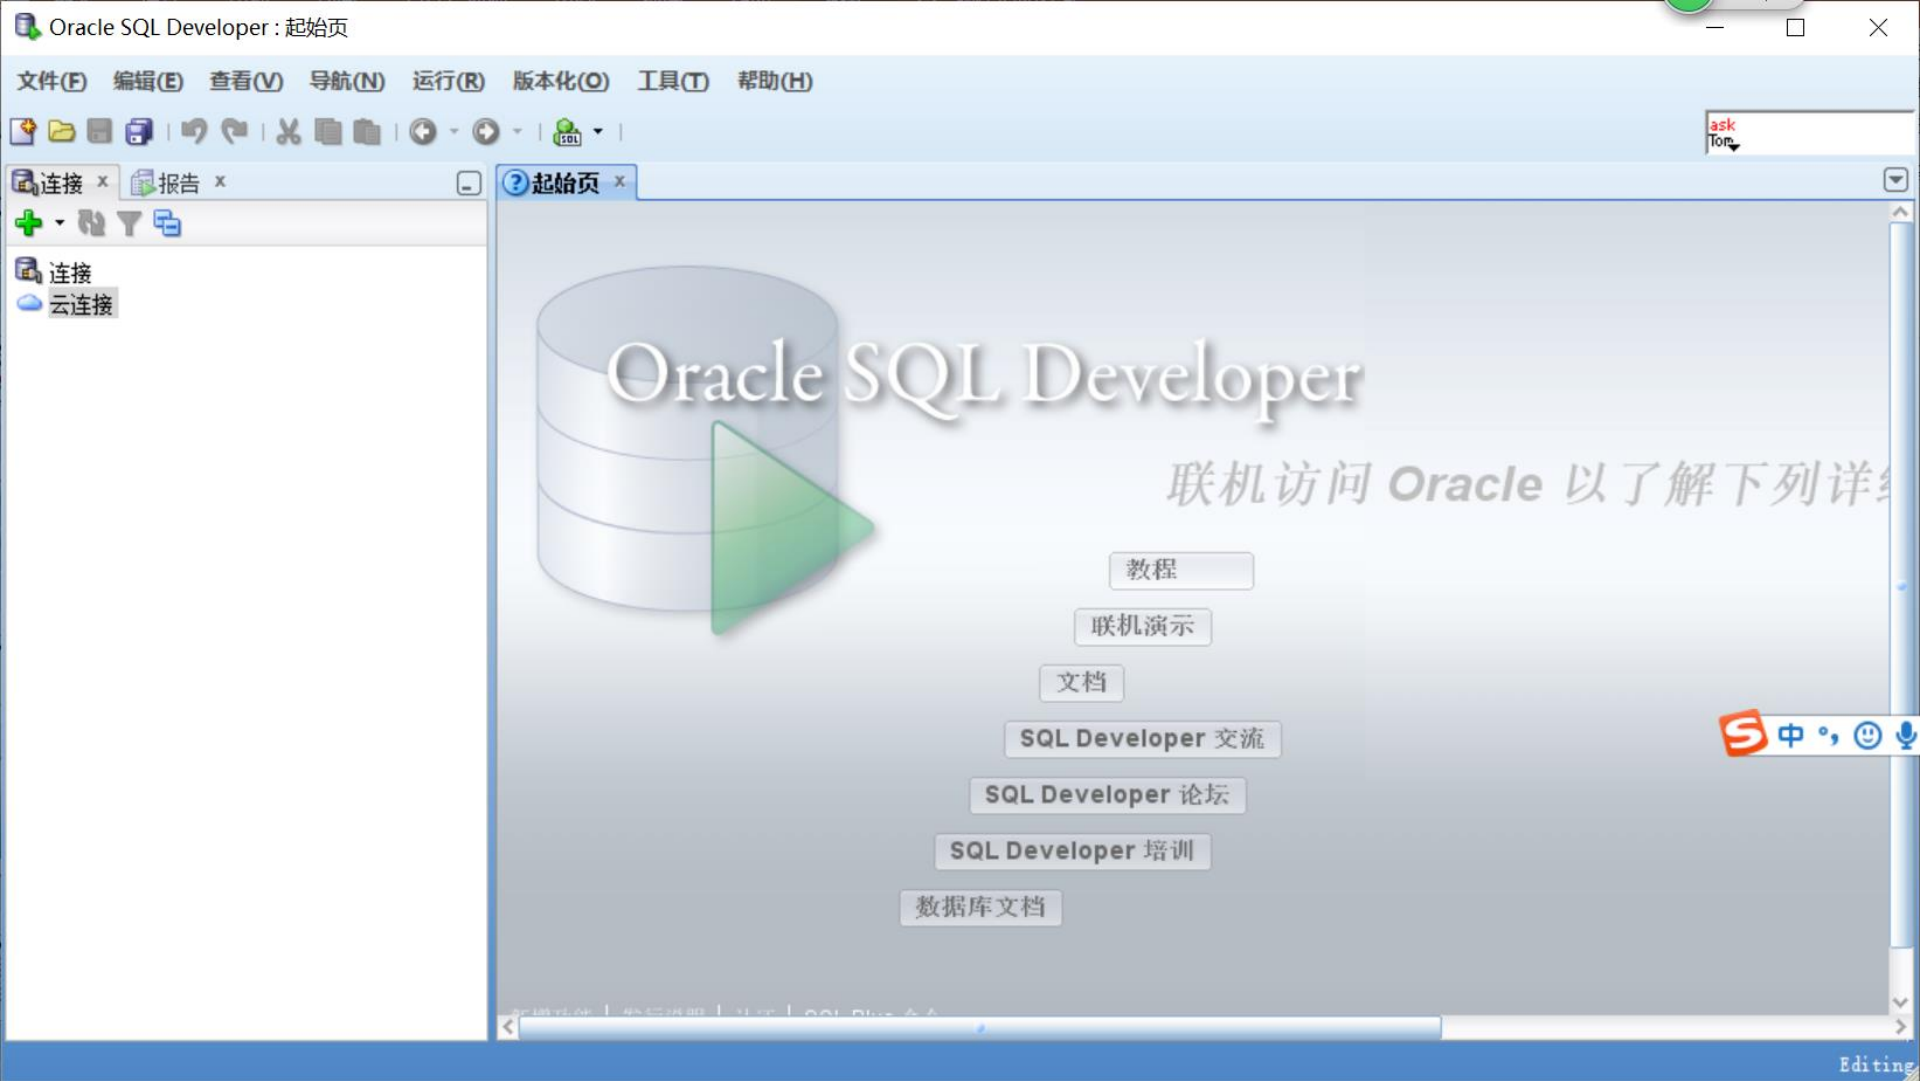 Oracle SQL Developer : 起始页
文件(F) 编辑(E) 查看(V) 导航(N) 运行(R) 版本化(O) 工具(T) 帮助(H)
SQL
ask
Tom
连接 报告 起始页
连接
云连接
Oracle SQL Developer
联机访问 Oracle 以了解下列详
教程
联机演示
文档
SQL Developer 交流
SQL Developer 论坛
SQL Developer 培训
数据库文档
中
Editing